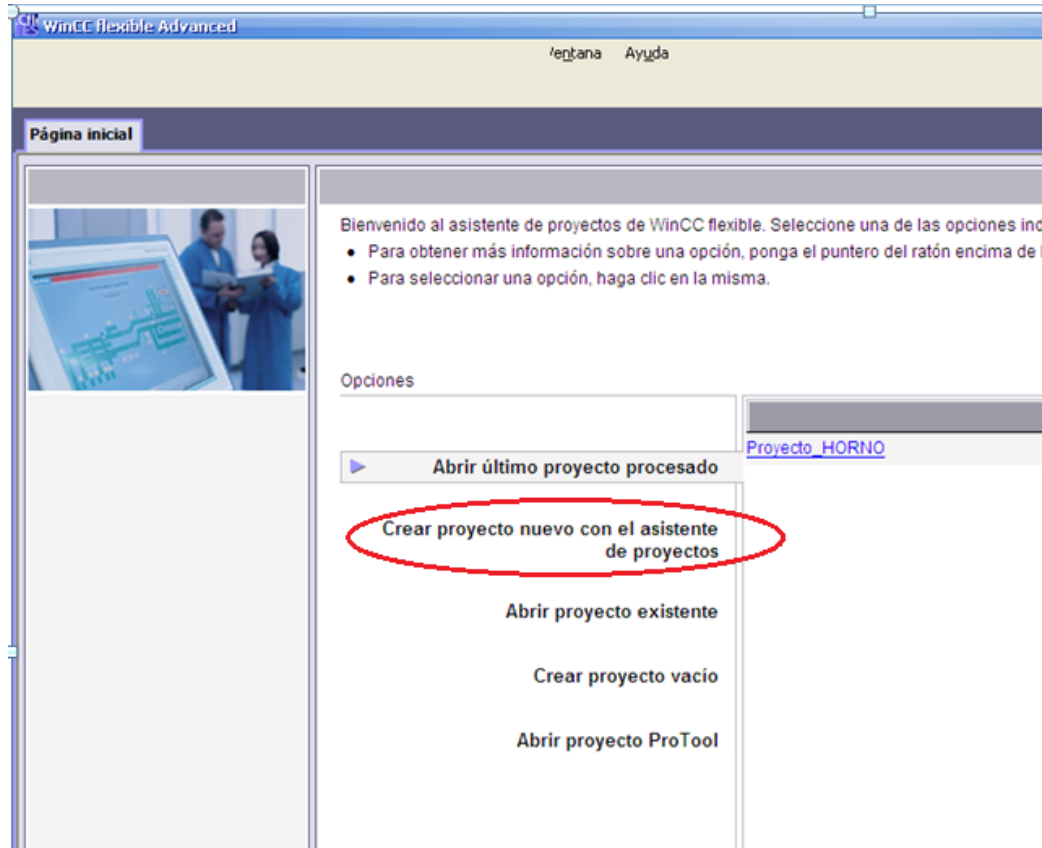 WinCC flexible Advanced
Ventana Ayuda
Página inicial
Bienvenido al asistente de proyectos de WinCC flexible. Seleccione una de las opciones ind
• Para obtener más información sobre una opción, ponga el puntero del ratón encima de l
• Para seleccionar una opción, haga clic en la misma.
Opciones
Proyecto_HORNO
Abrir último proyecto procesado
Crear proyecto nuevo con el asistente
de proyectos
Abrir proyecto existente
Crear proyecto vacío
Abrir proyecto ProTool